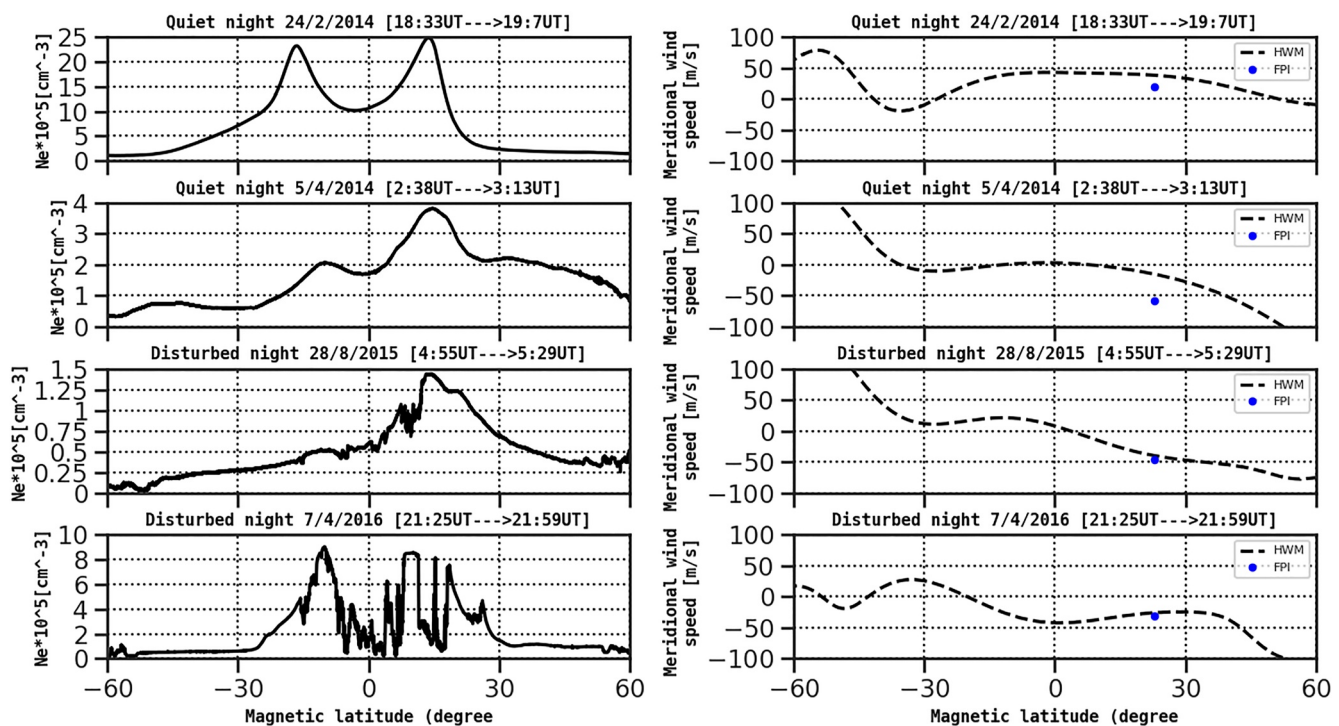 Quiet night 24/2/2014 [18:33UT--->19:7UT]
Ne*10^5[cm^-3]
25
20
15
10
5
0
Quiet night 24/2/2014 [18:33UT--->19:7UT]
Meridional wind
speed [m/s]
100
50
0
−50
−100
HWM
FPI
Quiet night 5/4/2014 [2:38UT--->3:13UT]
Ne*10^5[cm^-3]
4
3
2
1
0
Quiet night 5/4/2014 [2:38UT--->3:13UT]
Meridional wind
speed [m/s]
100
50
0
−50
−100
HWM
FPI
Disturbed night 28/8/2015 [4:55UT--->5:29UT]
Ne*10^5[cm^-3]
1.5
1.25
1
0.75
0.5
0.25
0
Disturbed night 28/8/2015 [4:55UT--->5:29UT]
Meridional wind
speed [m/s]
100
50
0
−50
−100
HWM
FPI
Disturbed night 7/4/2016 [21:25UT--->21:59UT]
Ne*10^5[cm^-3]
10
8
6
4
2
0
−60 −30 0 30 60
Magnetic latitude (degree
Disturbed night 7/4/2016 [21:25UT--->21:59UT]
Meridional wind
speed [m/s]
100
50
0
−50
−100
HWM
FPI
−60 −30 0 30 60
Magnetic latitude (degree